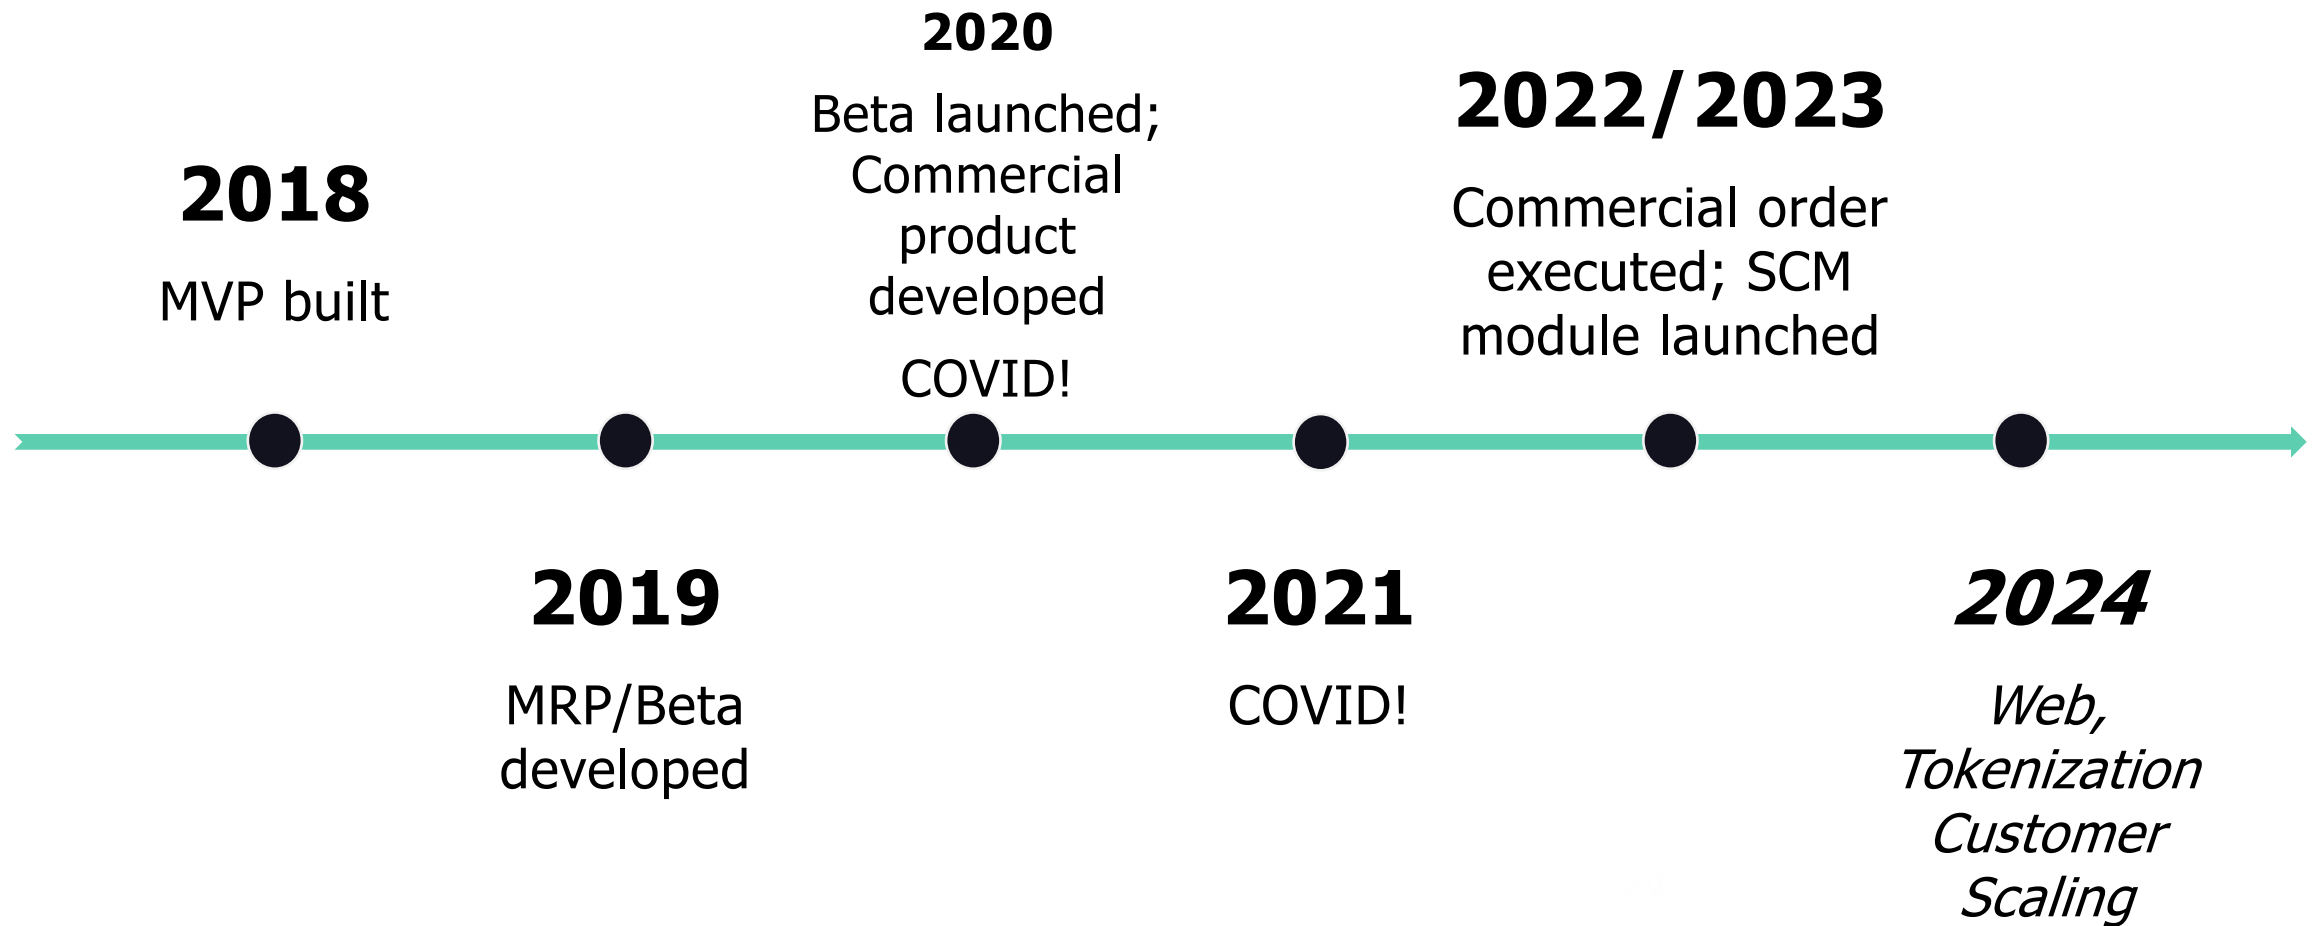 2018
MVP built
2019
MRP/Beta
developed
2020
Beta launched;
Commercial
product
developed
COVID!
2021
COVID!
2022/2023
Commercial order
executed; SCM
module launched
2024
Web,
Tokenization
Customer
Scaling